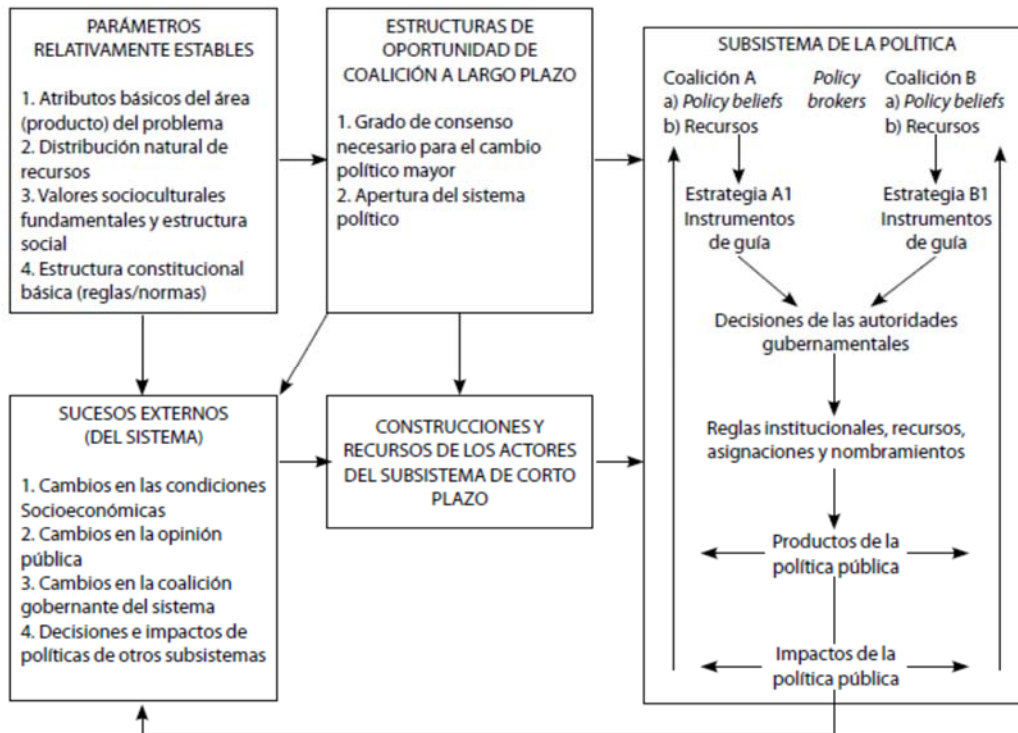 PARÁMETROS
RELATIVAMENTE ESTABLES
1. Atributos básicos del área
(producto) del problema
2. Distribución natural de
recursos
3. Valores socioculturales
fundamentales y estructura
social
4. Estructura constitucional
básica (reglas/normas)
ESTRUCTURAS DE
OPORTUNIDAD DE
COALICIÓN A LARGO PLAZO
1. Grado de consenso
necesario para el cambio
político mayor
2. Apertura del sistema
político
SUCESOS EXTERNOS
(DEL SISTEMA)
1. Cambios en las condiciones
Socioeconómicas
2. Cambios en la opinión
pública
3. Cambios en la coalición
gobernante del sistema
4. Decisiones e impactos de
políticas de otros subsistemas
CONSTRUCCIONES Y
RECURSOS DE LOS ACTORES
DEL SUBSISTEMA DE CORTO
PLAZO
SUBSISTEMA DE LA POLÍTICA
Coalición A
a) Policy beliefs
b) Recursos
Policy
brokers
Coalición B
a) Policy beliefs
b) Recursos
Estrategia A1
Instrumentos
de guía
Estrategia B1
Instrumentos
de guía
Decisiones de las autoridades
gubernamentales
Reglas institucionales, recursos,
asignaciones y nombramientos
Productos de la
política pública
Impactos de la
política pública